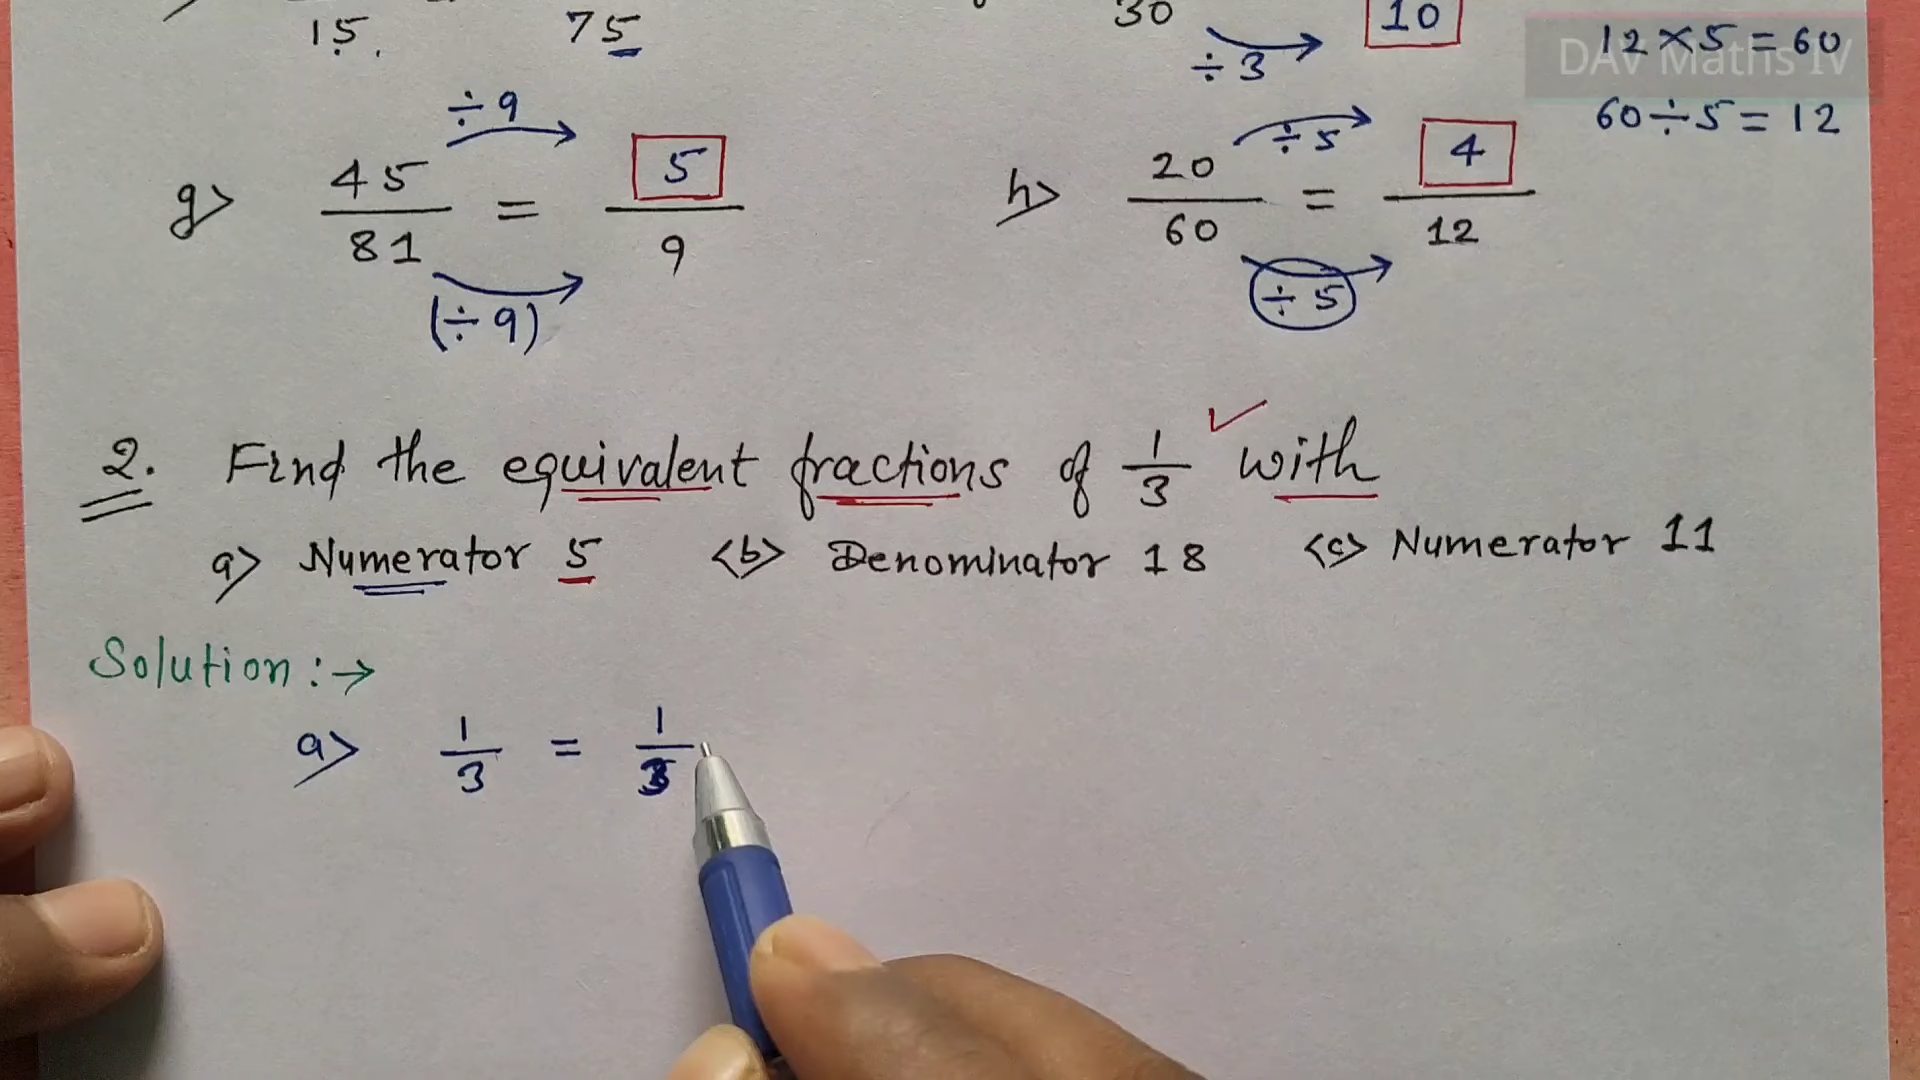 15. 75 30 ÷3 10 12×5=60
DAV Maths IV
60÷5=12
g> 45/81 = 5/9 ÷9 (÷9)
h> 20/60 = 4/12 ÷5 ÷5
2. Find the equivalent fractions of 1/3 ✓ with
a> Numerator 5 <b> Denominator 18 <c> Numerator 11
Solution :→
a> 1/3 = 1/3